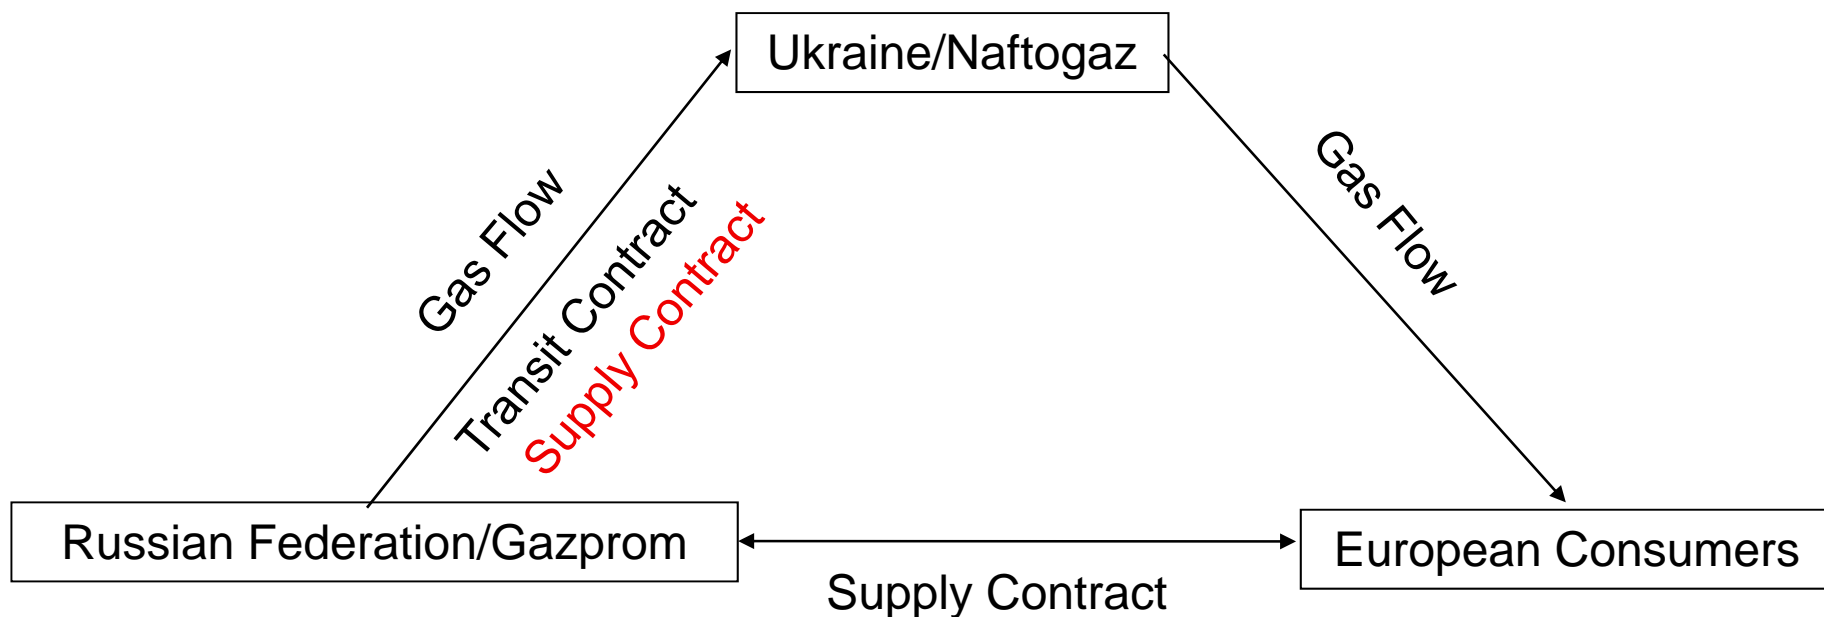 Ukraine/Naftogaz
Gas Flow
Transit Contract
Supply Contract
Gas Flow
Russian Federation/Gazprom
European Consumers
Supply Contract